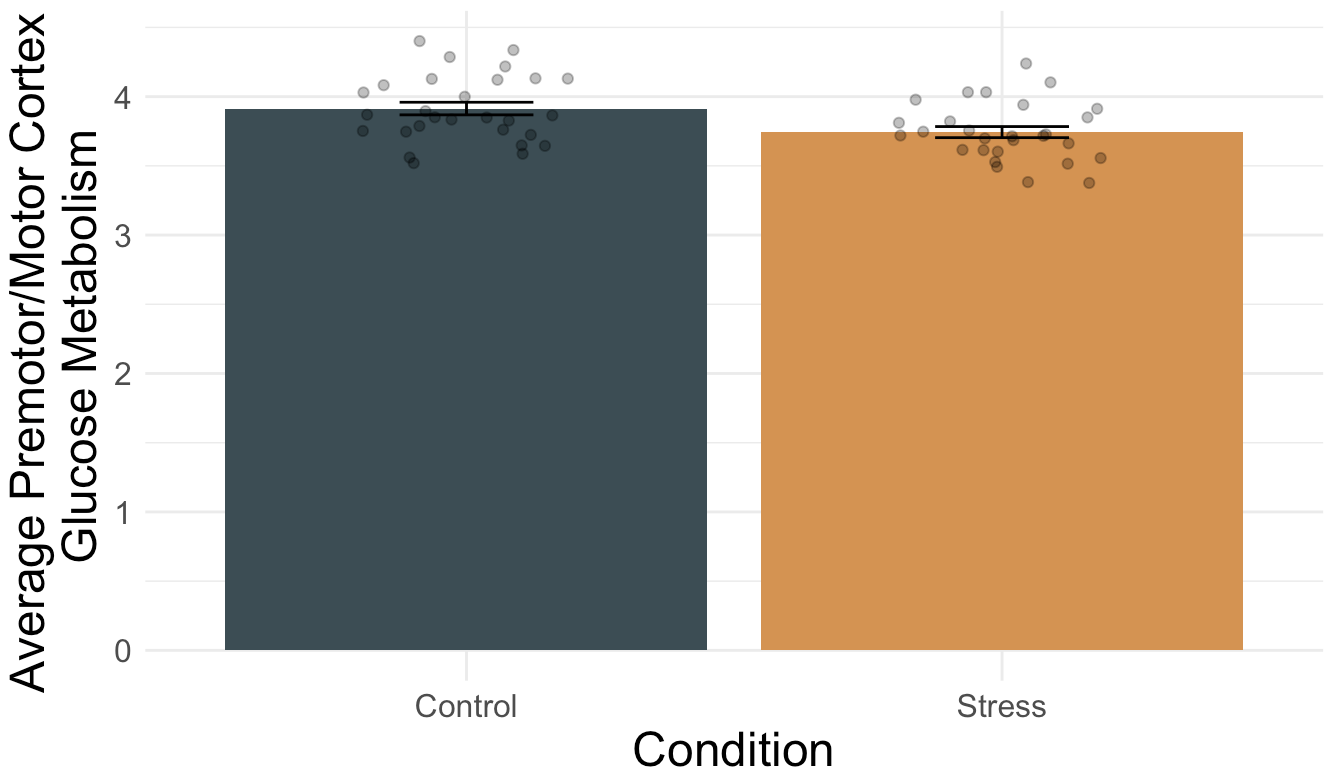 Average Premotor/Motor Cortex
Glucose Metabolism
4
3
2
1
0
Control
Stress
Condition